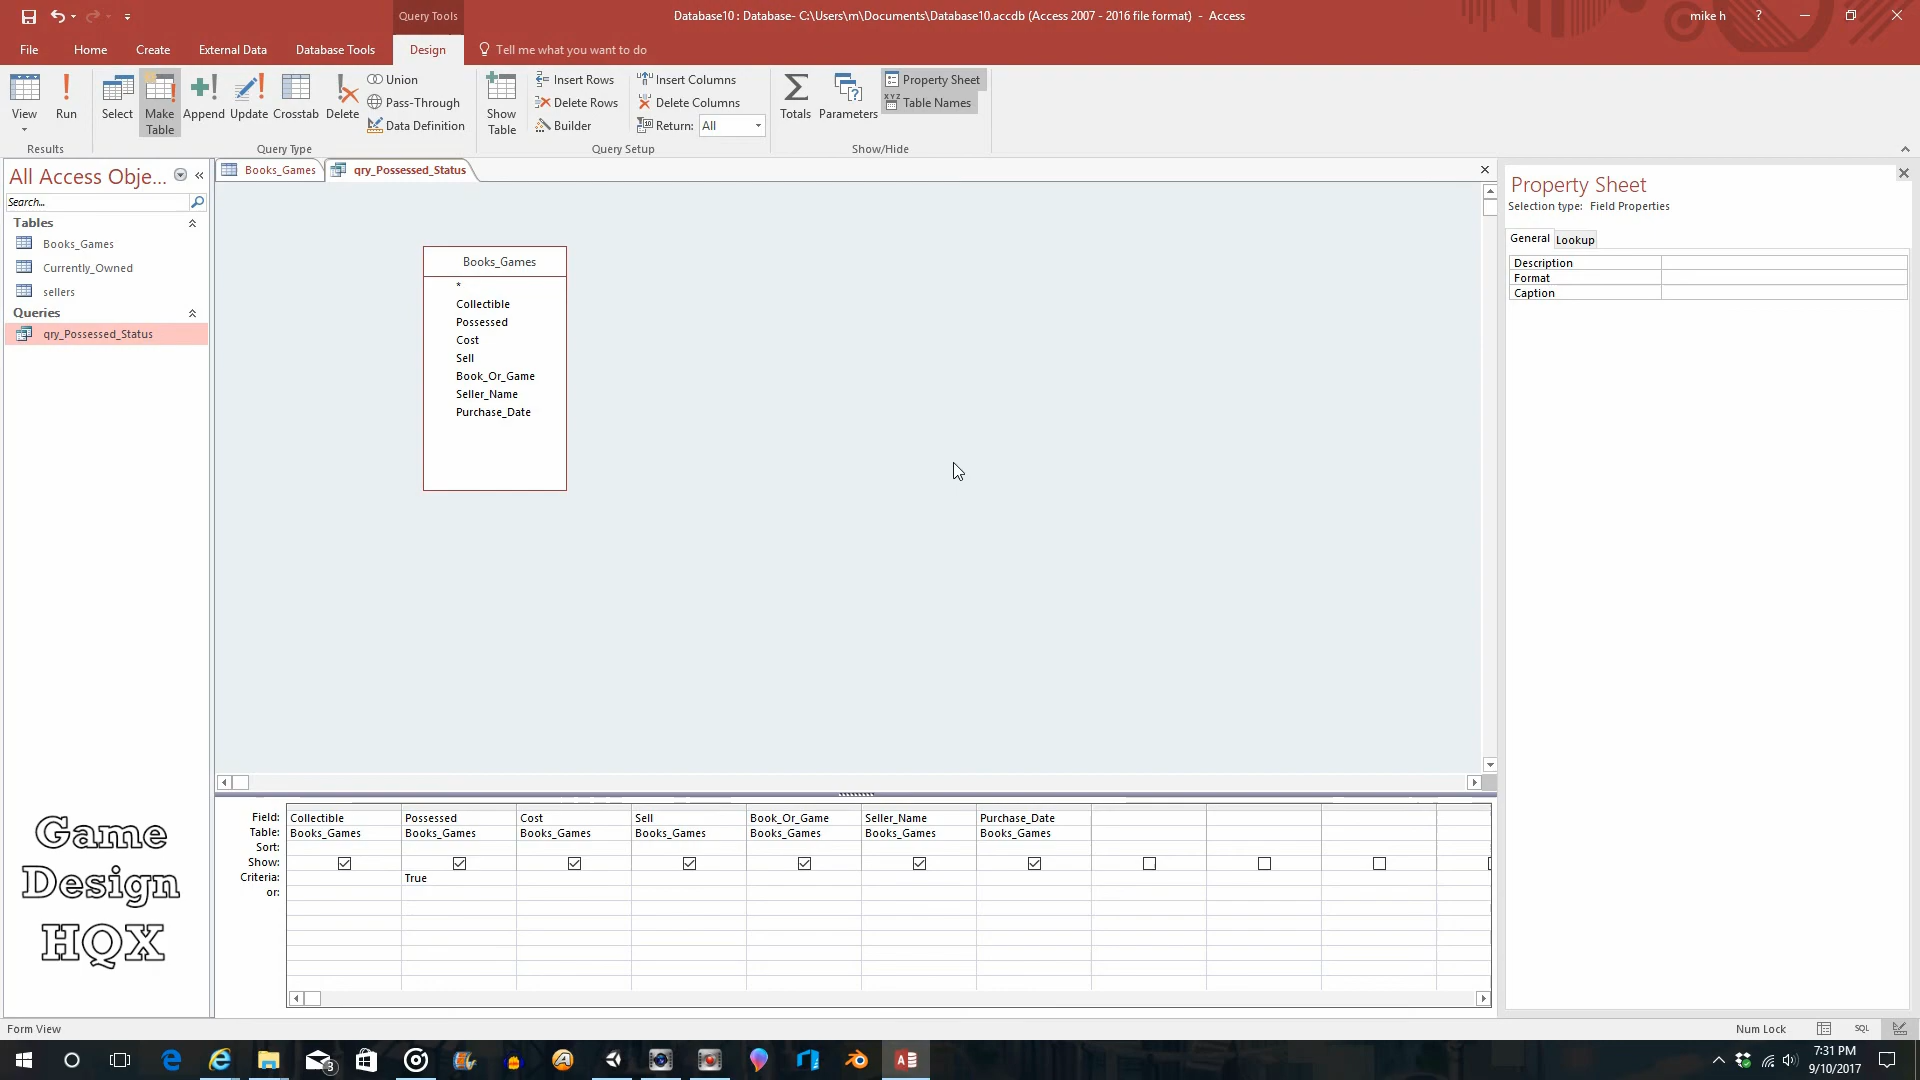 Query Tools
Database10 : Database- C:\Users\m\Documents\Database10.accdb (Access 2007 - 2016 file format) - Access
mike h
?
File Home Create External Data Database Tools Design Tell me what you want to do
View Run Select Make Table Append Update Crosstab Delete
Union
Pass-Through
Data Definition
Show Table
Insert Rows
Delete Rows
Builder
Insert Columns
Delete Columns
Return: All
Totals Parameters
Property Sheet
Table Names
Results Query Type Query Setup Show/Hide
All Access Obje...
Search...
Tables
Books_Games
Currently_Owned
sellers
Queries
qry_Possessed_Status
Books_Games qry_Possessed_Status
Books_Games
*
Collectible
Possessed
Cost
Sell
Book_Or_Game
Seller_Name
Purchase_Date
Property Sheet
Selection type: Field Properties
General Lookup
Description
Format
Caption
Field: Collectible Possessed Cost Sell Book_Or_Game Seller_Name Purchase_Date
Table: Books_Games Books_Games Books_Games Books_Games Books_Games Books_Games Books_Games
Sort:
Show:
Criteria: True
or:
Game
Design
HQX
Form View
Num Lock
SQL
3
7:31 PM
9/10/2017